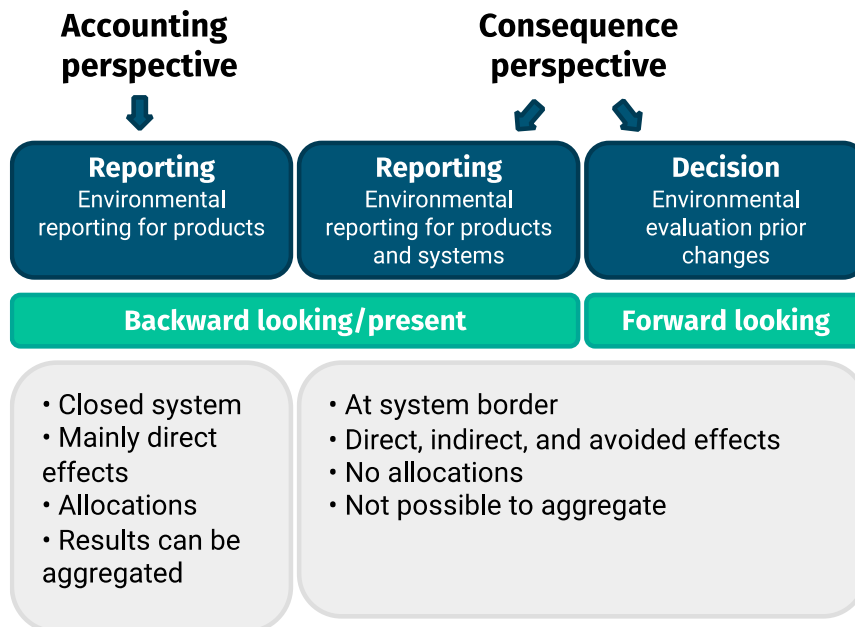 Accounting
perspective
Consequence
perspective
Reporting
Environmental
reporting for products
Reporting
Environmental
reporting for products
and systems
Decision
Environmental
evaluation prior
changes
Backward looking/present
Forward looking
• Closed system
• Mainly direct
effects
• Allocations
• Results can be
aggregated
• At system border
• Direct, indirect, and avoided effects
• No allocations
• Not possible to aggregate